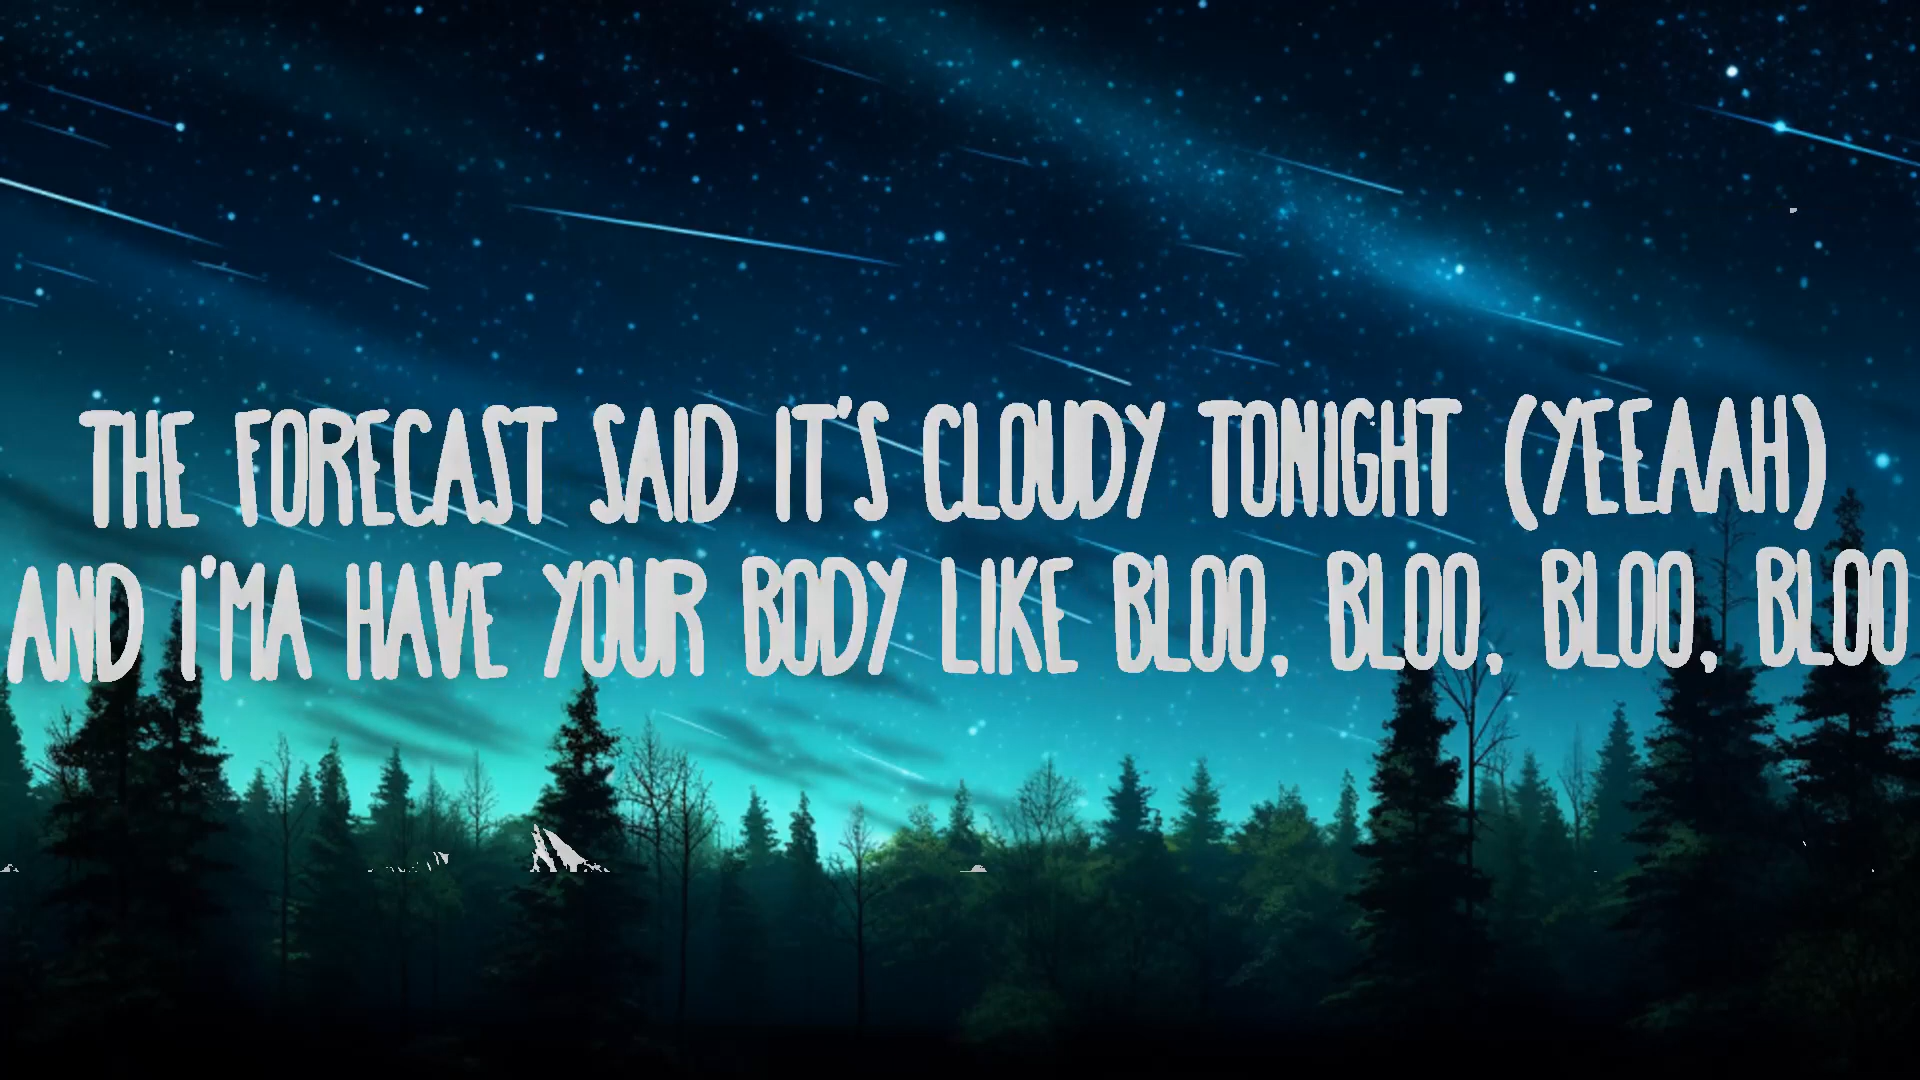 THE FORECAST SAID IT'S CLOUDY TONIGHT (YEEAAH)
AND I'MA HAVE YOUR BODY LIKE BLOO, BLOO, BLOO, BLOO